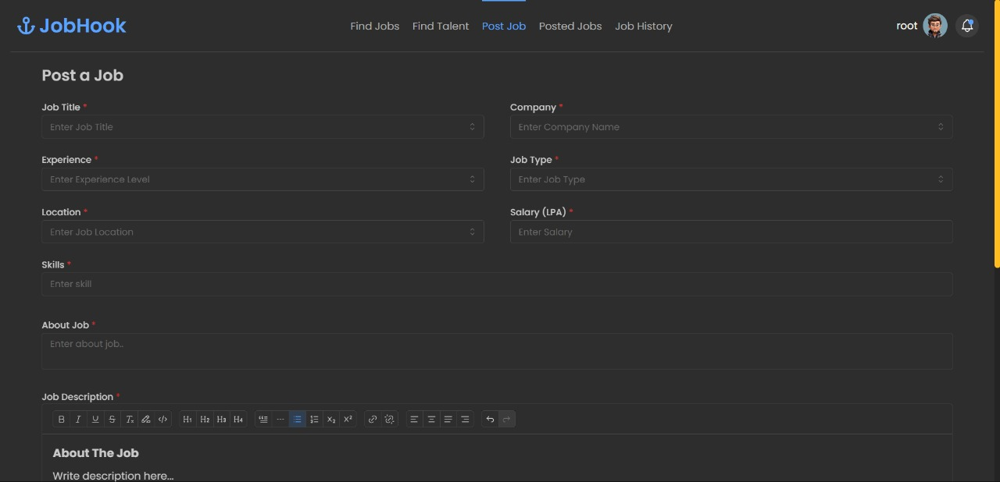 JobHook
Find Jobs Find Talent Post Job Posted Jobs Job History
root
Post a Job
Job Title *
Company *
Enter Job Title
Enter Company Name
Experience *
Job Type *
Enter Experience Level
Enter Job Type
Location *
Salary (LPA) *
Enter Job Location
Enter Salary
Skills *
Enter skill
About Job *
Enter about job..
Job Description *
B I U S Tx </> H1 H2 H3 H4 x2 x2
About The Job
Write description here...